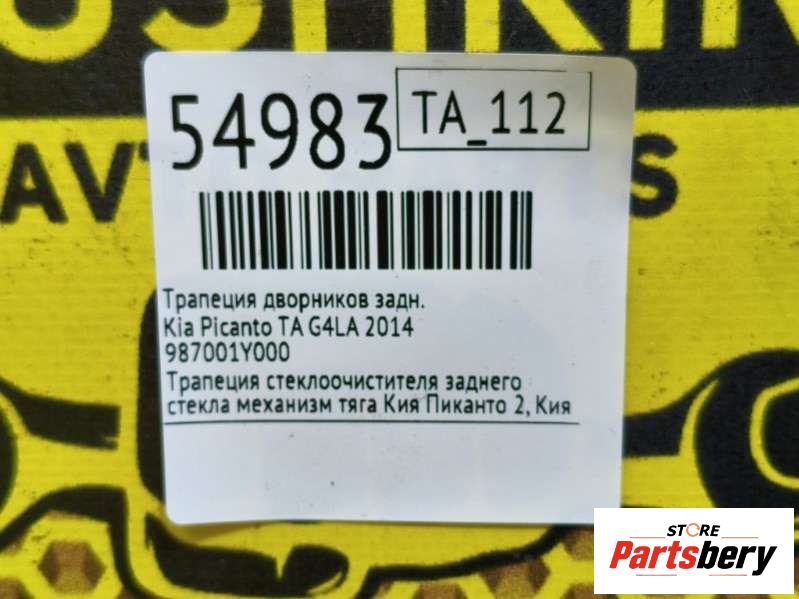 54983
TA_112
AV
S
Трапеция дворников задн.
Kia Picanto TA G4LA 2014
987001Y000
Трапеция стеклоочистителя заднего
стекла механизм тяга Кия Пиканто 2, Кия
STORE
Partsbery